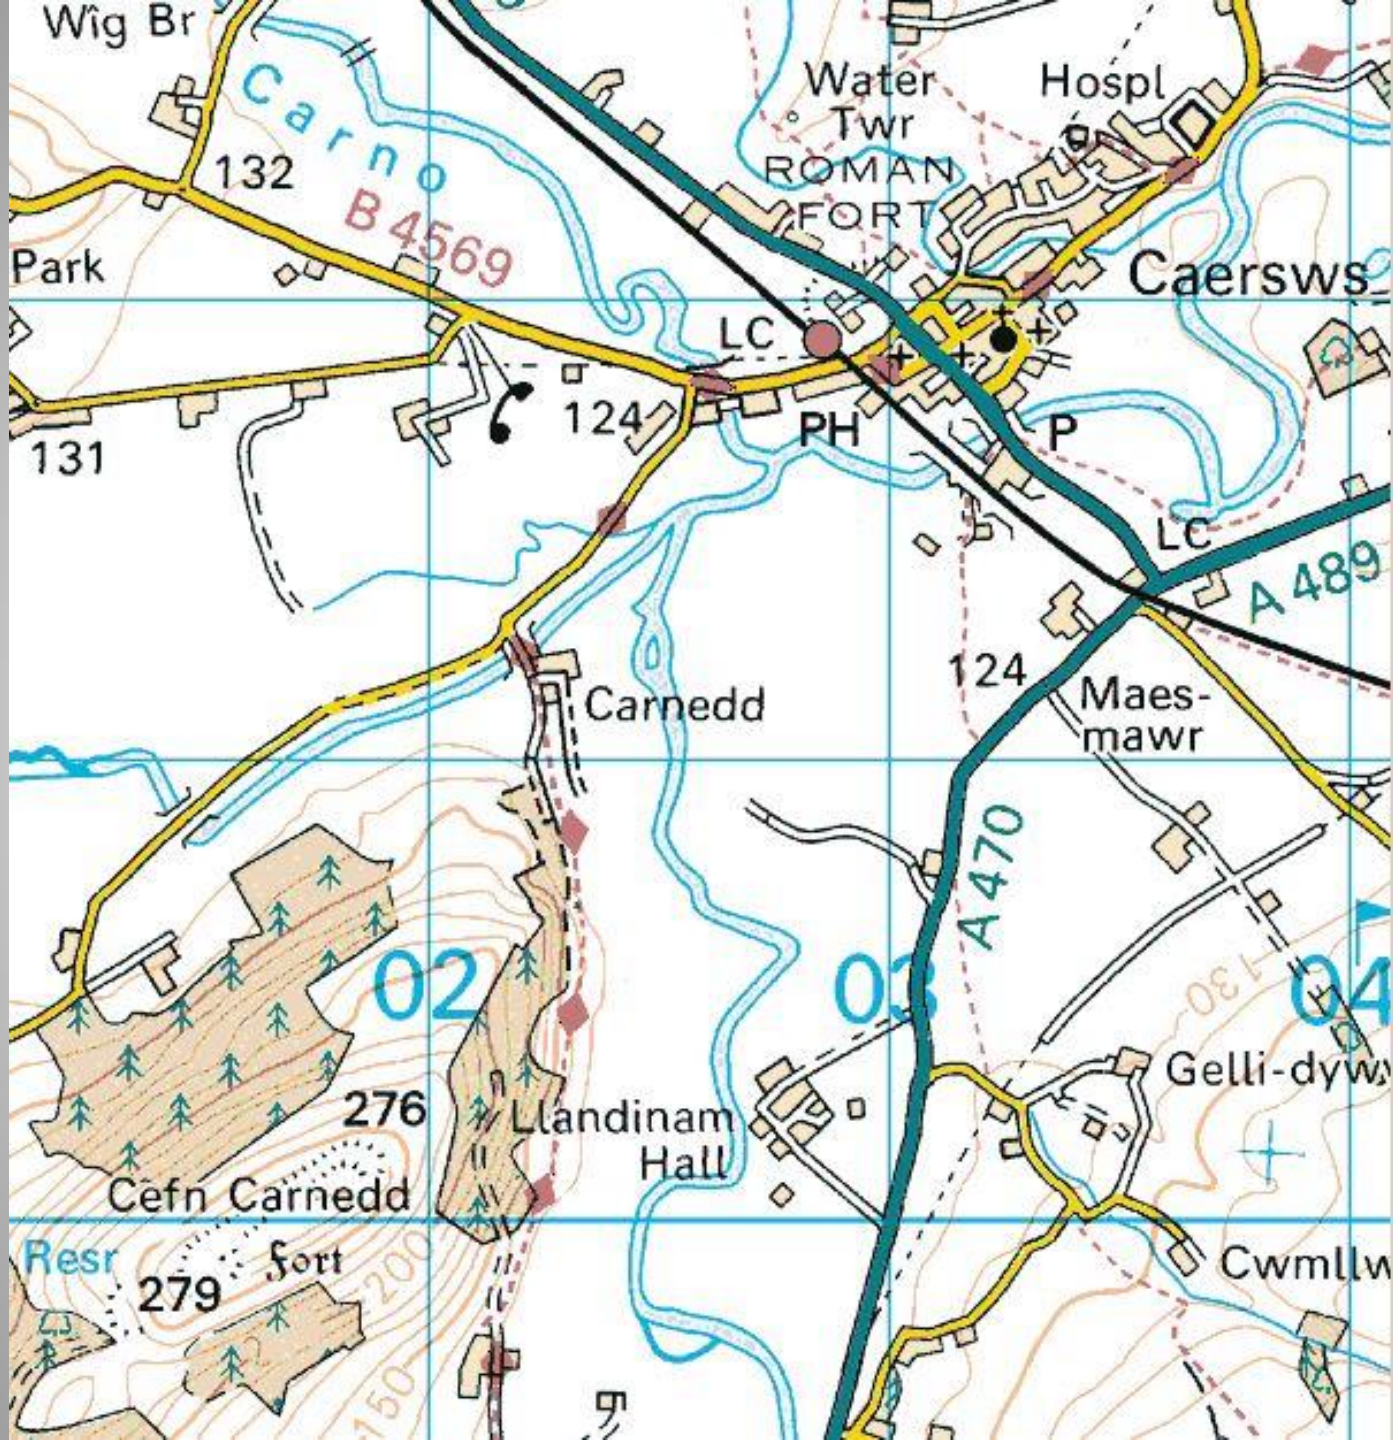 Wig Br
Carno
132
B 4569
Park
Water
Twr
ROMAN
FORT
Hospl
Caersws
LC
124
PH
P
131
LC
A 489
124
Maes-
mawr
Carnedd
A 470
02
03
04
130
276
Llandinam
Hall
Gelli-dyw
Cefn Carnedd
Resr
279
Fort
200
Cwmllw
150